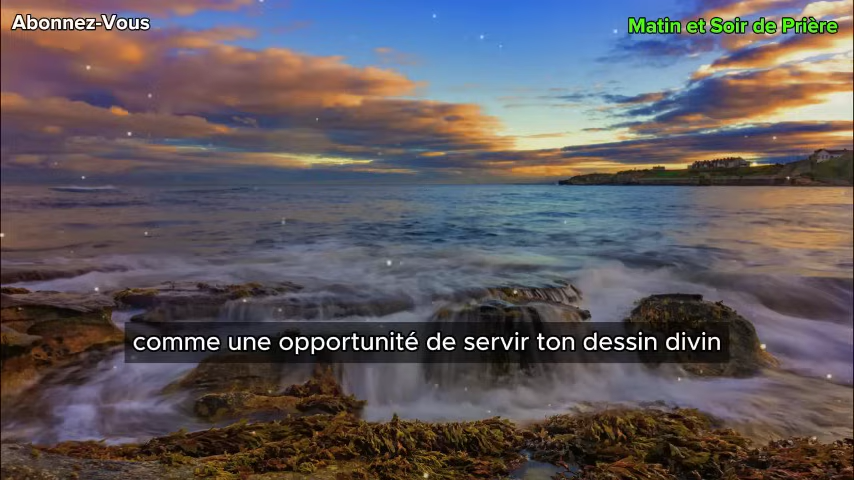 Abonnez-Vous
Matin et Soir de Prière
comme une opportunité de servir ton dessin divin